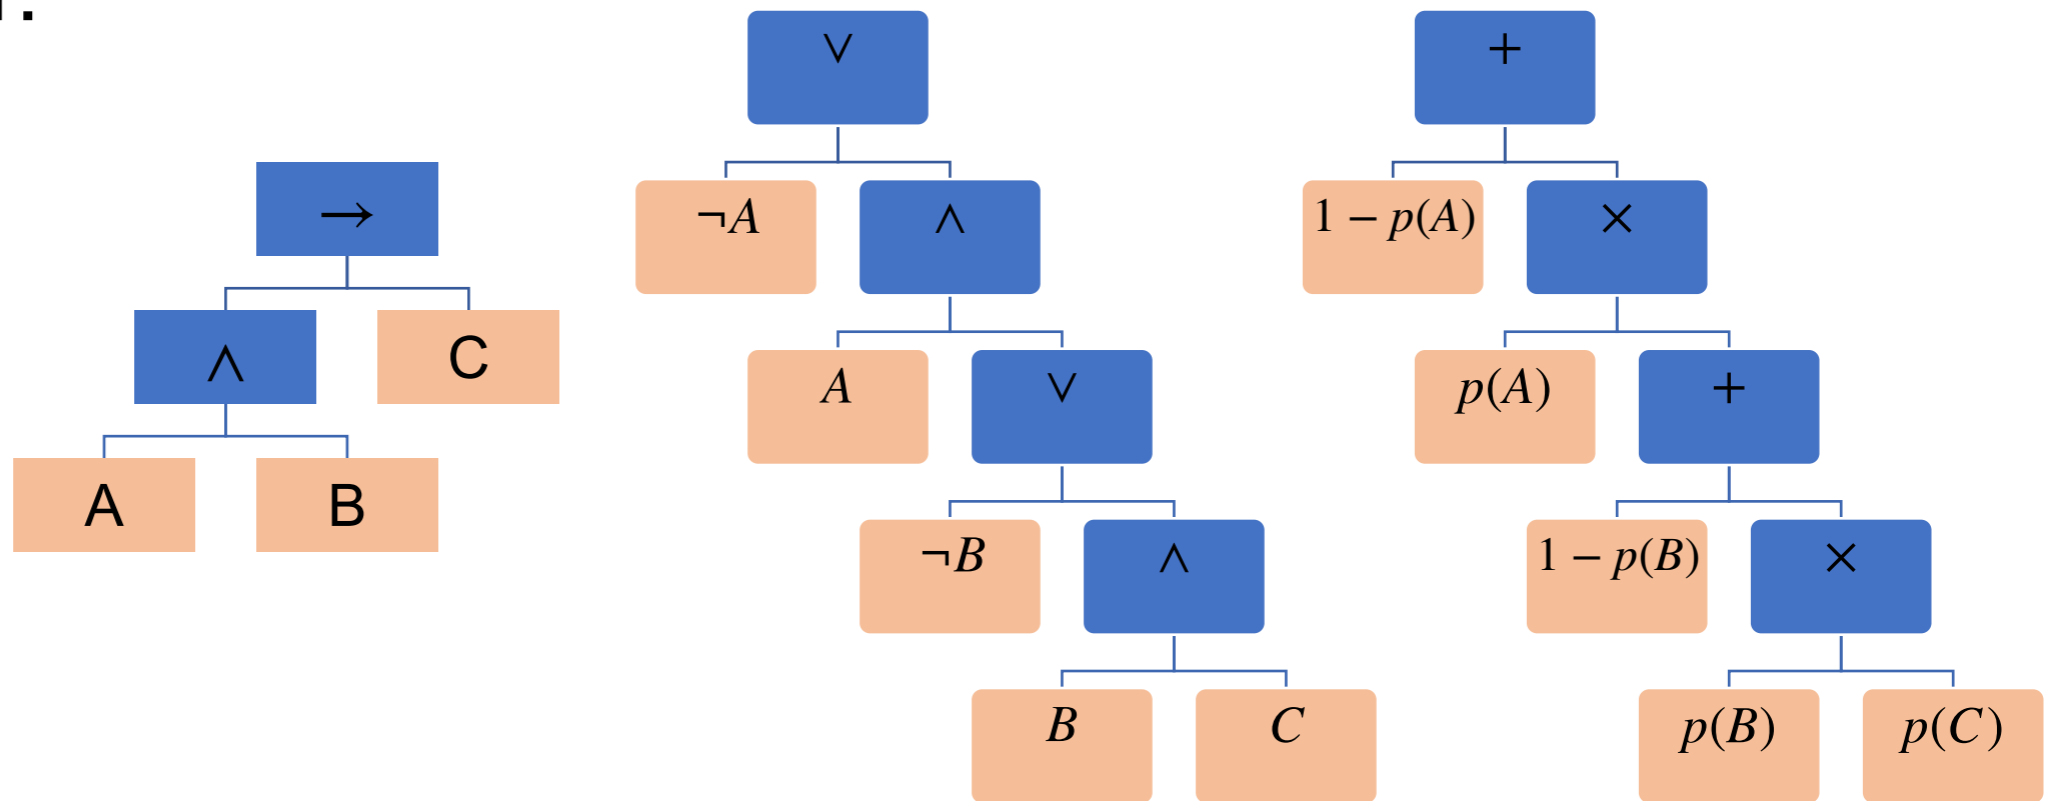 →
∧
C
A
B
∨
¬A
∧
A
∨
¬B
∧
B
C
+
1 − p(A)
×
p(A)
+
1 − p(B)
×
p(B)
p(C)